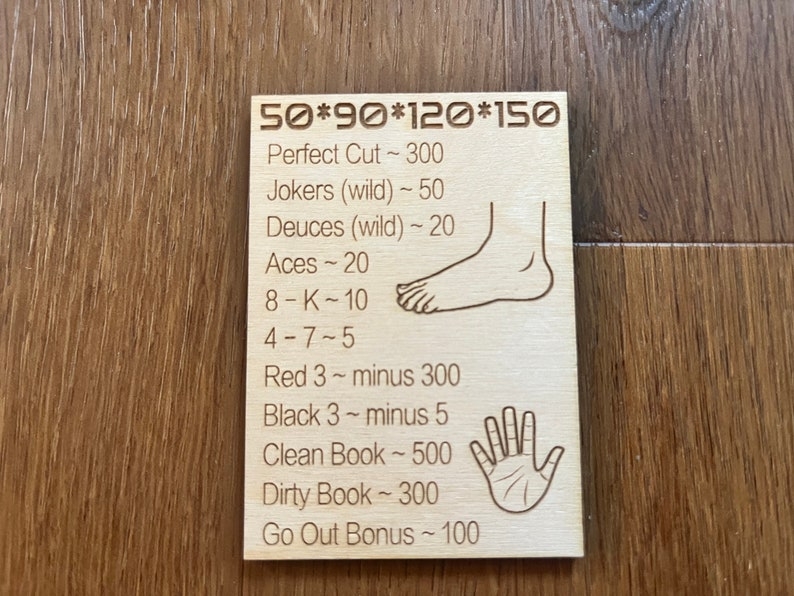 50*90*120*150
Perfect Cut ~ 300
Jokers (wild) ~ 50
Deuces (wild) ~ 20
Aces ~ 20
8 – K ~ 10
4 – 7 ~ 5
Red 3 ~ minus 300
Black 3 ~ minus 5
Clean Book ~ 500
Dirty Book ~ 300
Go Out Bonus ~ 100